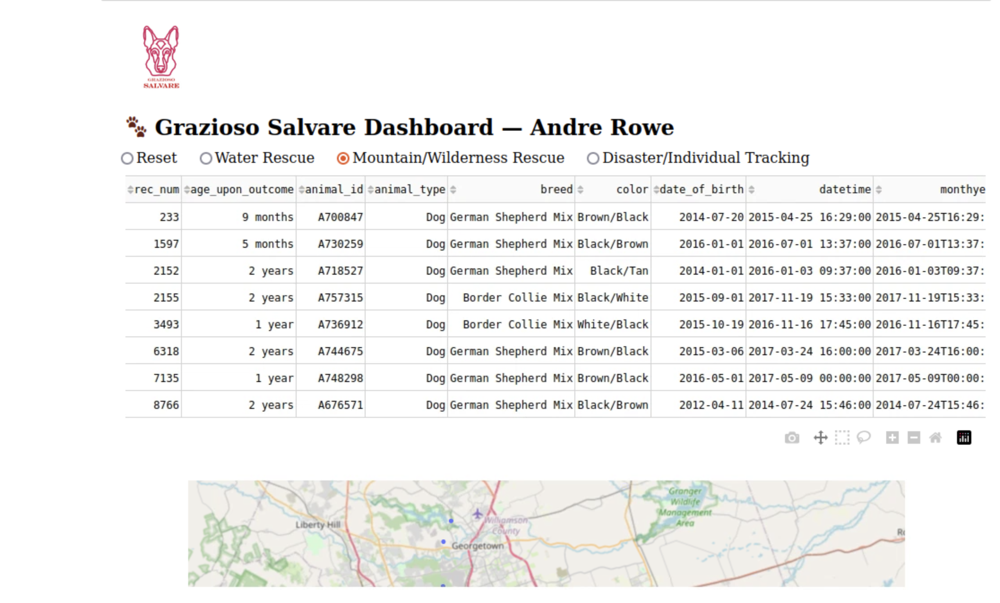 GRAZIOSO
SALVARE
🐾 Grazioso Salvare Dashboard — Andre Rowe
Reset Water Rescue Mountain/Wilderness Rescue Disaster/Individual Tracking
rec_num age_upon_outcome animal_id animal_type breed color date_of_birth datetime monthye
233 9 months A700847 Dog German Shepherd Mix Brown/Black 2014-07-20 2015-04-25 16:29:00 2015-04-25T16:29:
1597 5 months A730259 Dog German Shepherd Mix Black/Brown 2016-01-01 2016-07-01 13:37:00 2016-07-01T13:37:
2152 2 years A718527 Dog German Shepherd Mix Black/Tan 2014-01-01 2016-01-03 09:37:00 2016-01-03T09:37:
2155 2 years A757315 Dog Border Collie Mix Black/White 2015-09-01 2017-11-19 15:33:00 2017-11-19T15:33:
3493 1 year A736912 Dog Border Collie Mix White/Black 2015-10-19 2016-11-16 17:45:00 2016-11-16T17:45:
6318 2 years A744675 Dog German Shepherd Mix Brown/Black 2015-03-06 2017-03-24 16:00:00 2017-03-24T16:00:
7135 1 year A748298 Dog German Shepherd Mix Brown/Black 2016-05-01 2017-05-09 00:00:00 2017-05-09T00:00:
8766 2 years A676571 Dog German Shepherd Mix Black/Brown 2012-04-11 2014-07-24 15:46:00 2014-07-24T15:46:
Granger
Wildlife
Management
Area
Liberty Hill
Williamson
County
Georgetown